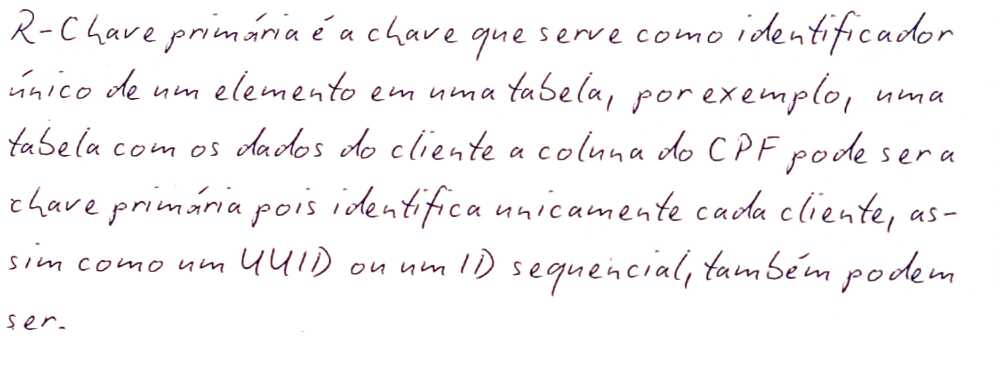 R-Chave primária é a chave que serve como identificador
único de um elemento em uma tabela, por exemplo, uma
tabela com os dados do cliente a coluna do CPF pode ser a
chave primária pois identifica unicamente cada cliente, as-
sim como um UUID ou um ID sequencial, também podem
ser.